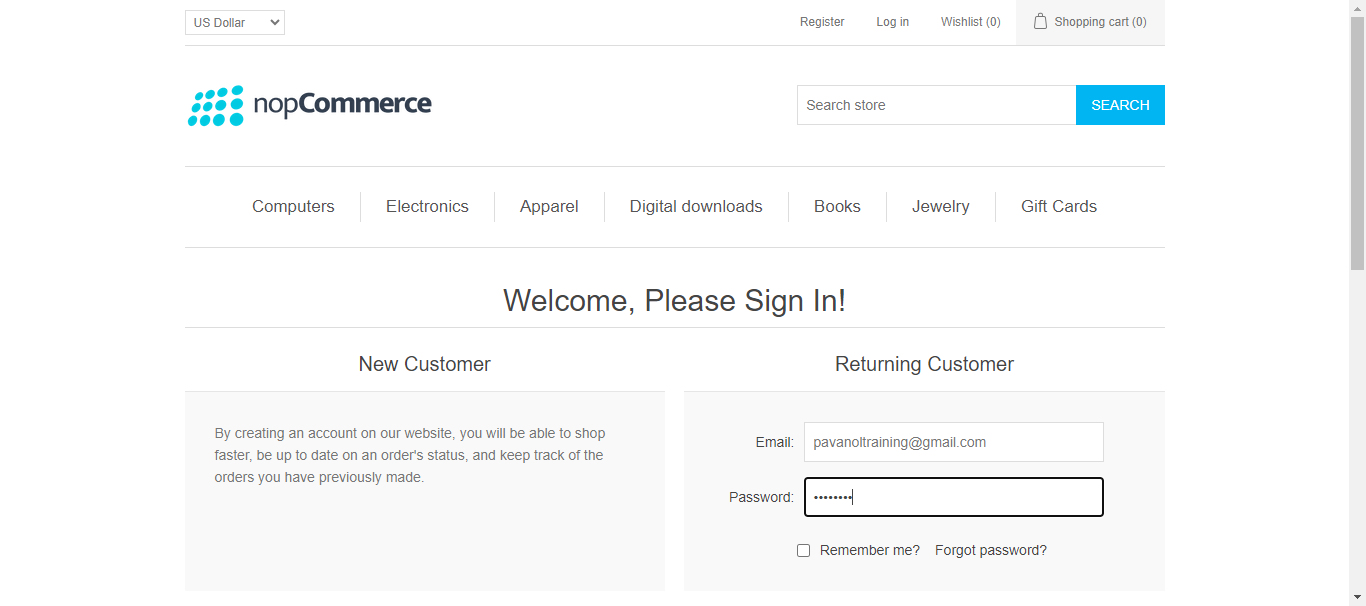 US Dollar
Register
Log in
Wishlist (0)
Shopping cart (0)
nopCommerce
Search store
SEARCH
Computers
Electronics
Apparel
Digital downloads
Books
Jewelry
Gift Cards
Welcome, Please Sign In!
New Customer
By creating an account on our website, you will be able to shop
faster, be up to date on an order's status, and keep track of the
orders you have previously made.
Returning Customer
Email:
pavanoltraining@gmail.com
Password:
••••••••
Remember me?
Forgot password?